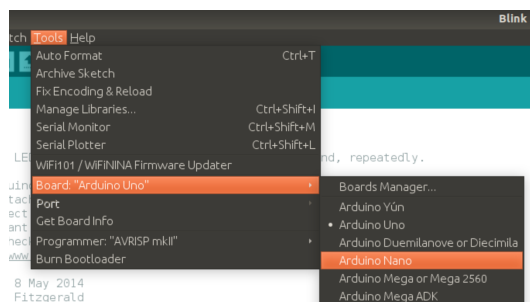 Blink
tch Tools Help
Auto Format Ctrl+T
Archive Sketch
Fix Encoding & Reload
Manage Libraries... Ctrl+Shift+I
Serial Monitor Ctrl+Shift+M
Serial Plotter Ctrl+Shift+L
LE nd, repeatedly.
WiFi101 / WiFiNINA Firmware Updater
Board: "Arduino Uno"
Port
Get Board Info
Programmer: "AVRISP mkII"
Burn Bootloader
Boards Manager...
Arduino Yún
• Arduino Uno
Arduino Duemilanove or Diecimila
Arduino Nano
Arduino Mega or Mega 2560
Arduino Mega ADK
8 May 2014
Fitzgerald